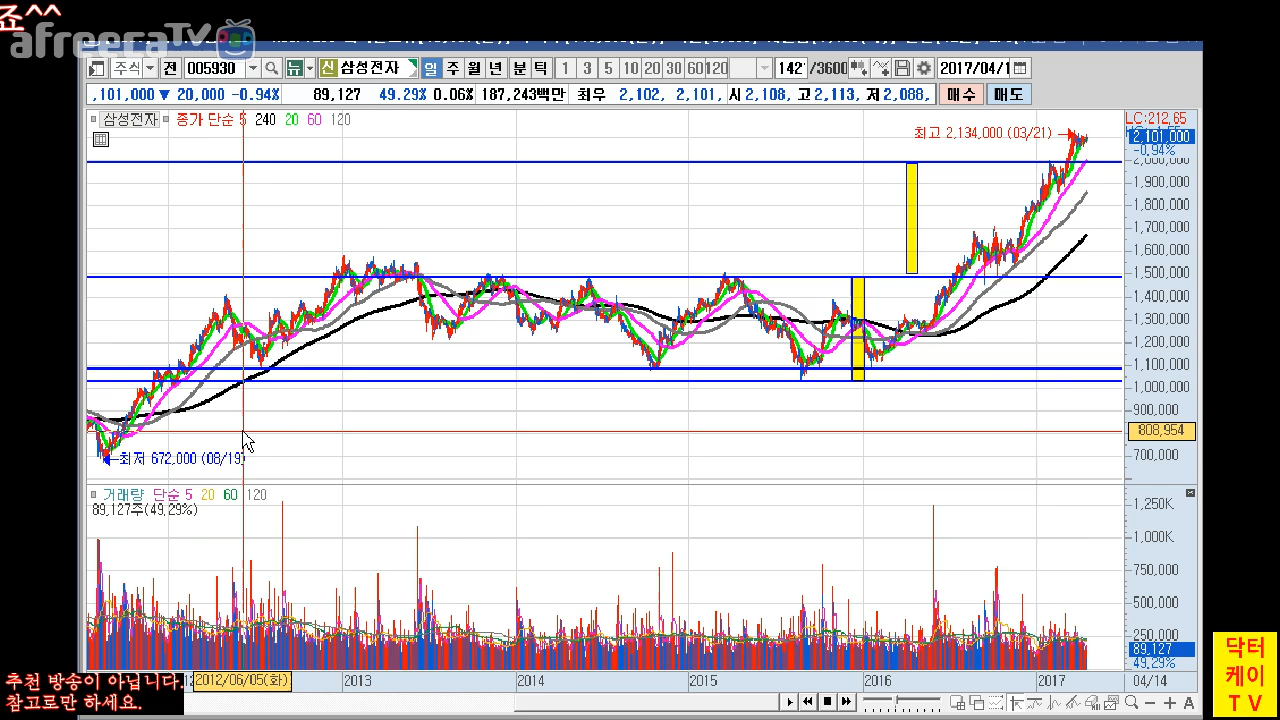 죠^^
afreecaTV
주식 전 005930 뉴 신 삼성전자 일 주 월 년 분 틱 1 3 5 10 20 30 60 120 142 /3600 2017/04/1
,101,000 ▼ 20,000 -0.94% 89,127 49.29% 0.06% 187,243백만 최우 2,102, 2,101, 시 2,108, 고 2,113, 저 2,088, 매수 매도
삼성전자 종가 단순 5 240 20 60 120
LC:212,65
최고 2,134,000 (03/21)
2,101,000
-0.94%
2,000,000
1,900,000
1,800,000
1,700,000
1,600,000
1,500,000
1,400,000
1,300,000
1,200,000
1,100,000
1,000,000
900,000
808,954
700,000
최저 672,000 (08/19)
거래량 단순 5 20 60 120
89,127주(49.29%)
1,250K
1,000K
750,000
500,000
250,000
89,127
49.29%
2012/06/05(화) 2013 2014 2015 2016 2017 04/14
추천 방송이 아닙니다.
참고로만 하세요.
닥터
케이
T V